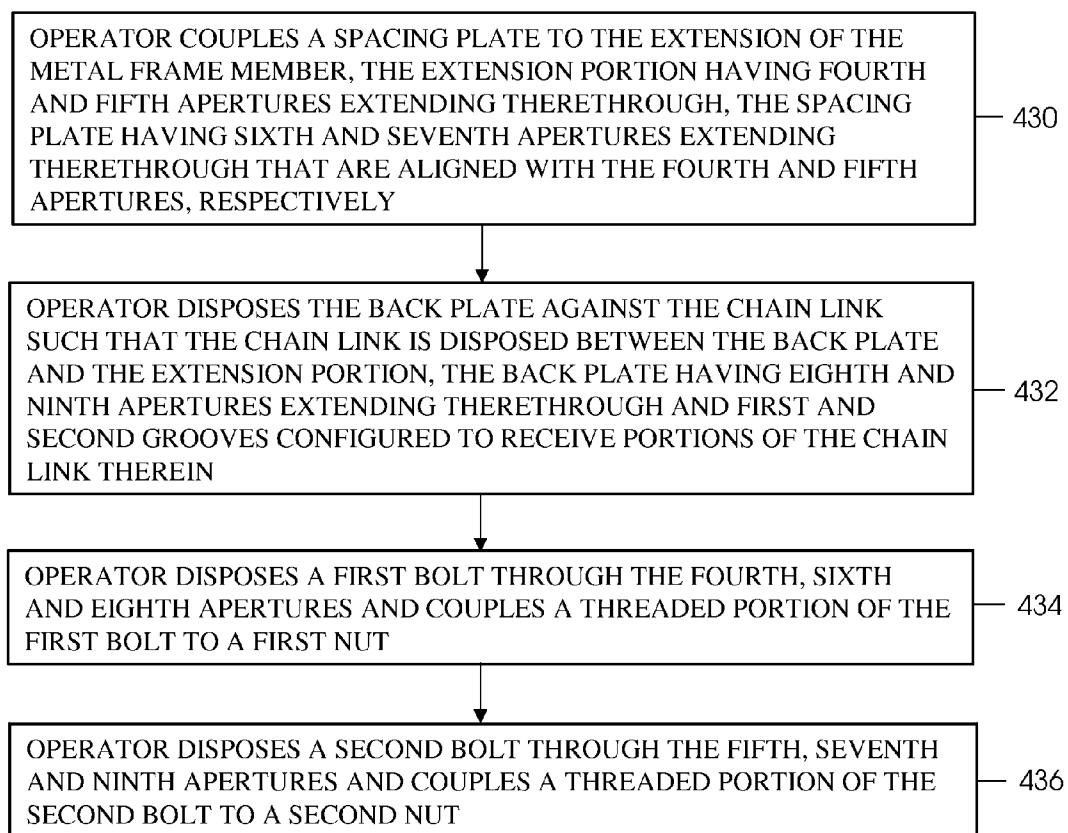 OPERATOR COUPLES A SPACING PLATE TO THE EXTENSION OF THE
METAL FRAME MEMBER, THE EXTENSION PORTION HAVING FOURTH
AND FIFTH APERTURES EXTENDING THERETHROUGH, THE SPACING
PLATE HAVING SIXTH AND SEVENTH APERTURES EXTENDING
THERETHROUGH THAT ARE ALIGNED WITH THE FOURTH AND FIFTH
APERTURES, RESPECTIVELY
430
OPERATOR DISPOSES THE BACK PLATE AGAINST THE CHAIN LINK
SUCH THAT THE CHAIN LINK IS DISPOSED BETWEEN THE BACK PLATE
AND THE EXTENSION PORTION, THE BACK PLATE HAVING EIGHTH AND
NINTH APERTURES EXTENDING THERETHROUGH AND FIRST AND
SECOND GROOVES CONFIGURED TO RECEIVE PORTIONS OF THE CHAIN
LINK THEREIN
432
OPERATOR DISPOSES A FIRST BOLT THROUGH THE FOURTH, SIXTH
AND EIGHTH APERTURES AND COUPLES A THREADED PORTION OF THE
FIRST BOLT TO A FIRST NUT
434
OPERATOR DISPOSES A SECOND BOLT THROUGH THE FIFTH, SEVENTH
AND NINTH APERTURES AND COUPLES A THREADED PORTION OF THE
SECOND BOLT TO A SECOND NUT
436